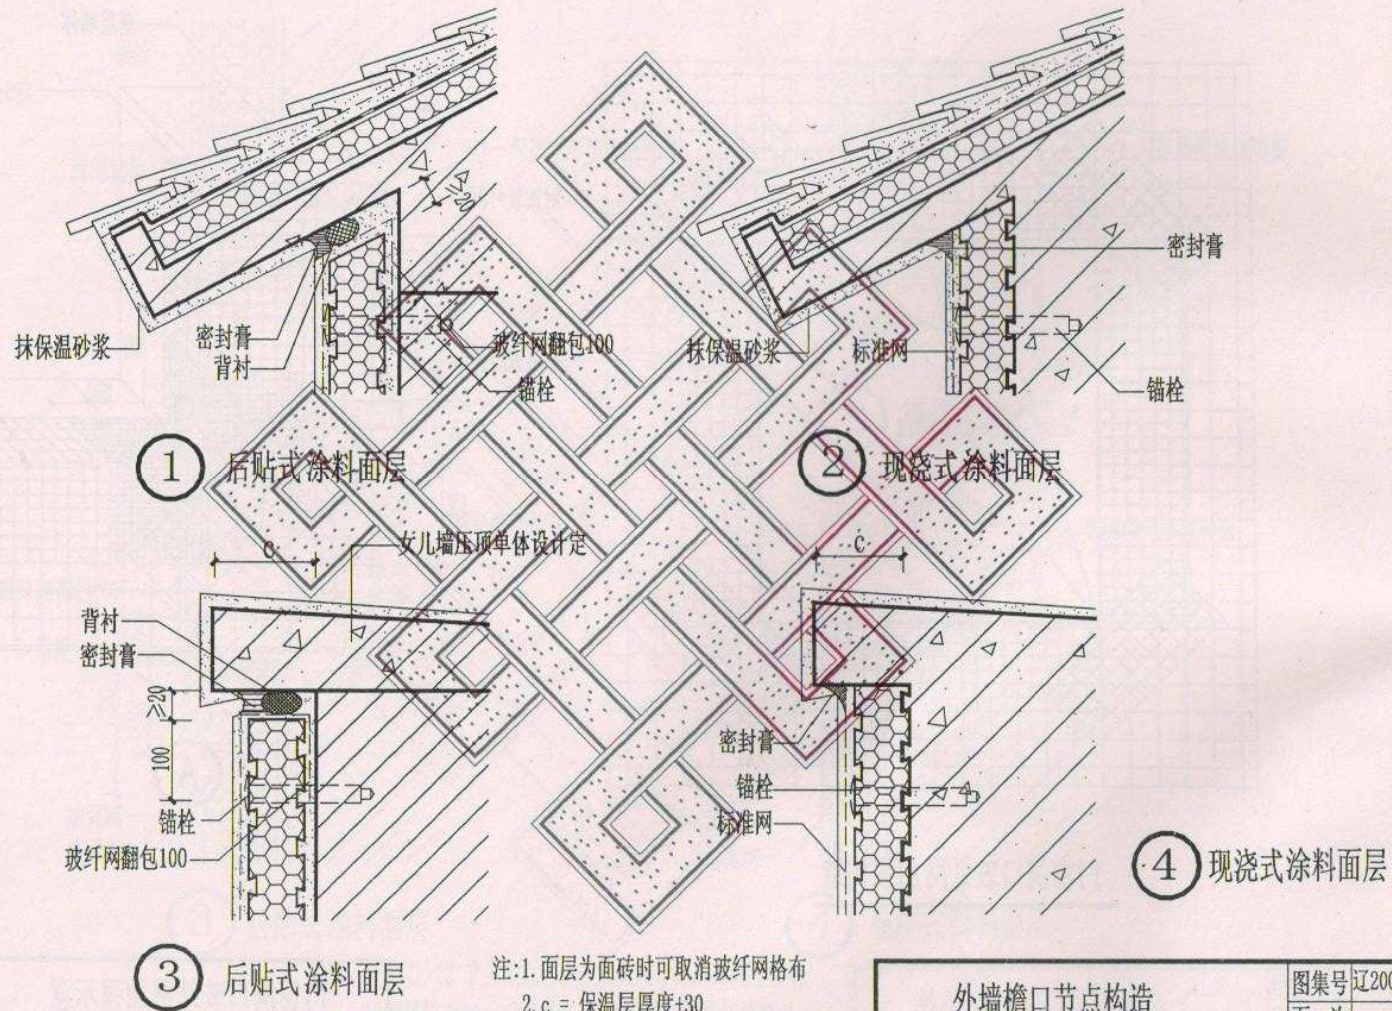 ≥20
密封膏
抹保温砂浆
密封膏
背衬
玻纤网翻包100
锚栓
抹保温砂浆
标准网
锚栓
1 后贴式 涂料面层
2 现浇式 涂料面层
c
女儿墙压顶单体设计定
c
背衬
密封膏
≥20
100
锚栓
玻纤网翻包100
密封膏
锚栓
标准网
4 现浇式 涂料面层
3 后贴式 涂料面层
注:1. 面层为面砖时可取消玻纤网格布
2. c = 保温层厚度+30
外墙檐口节点构造
图集号 辽200